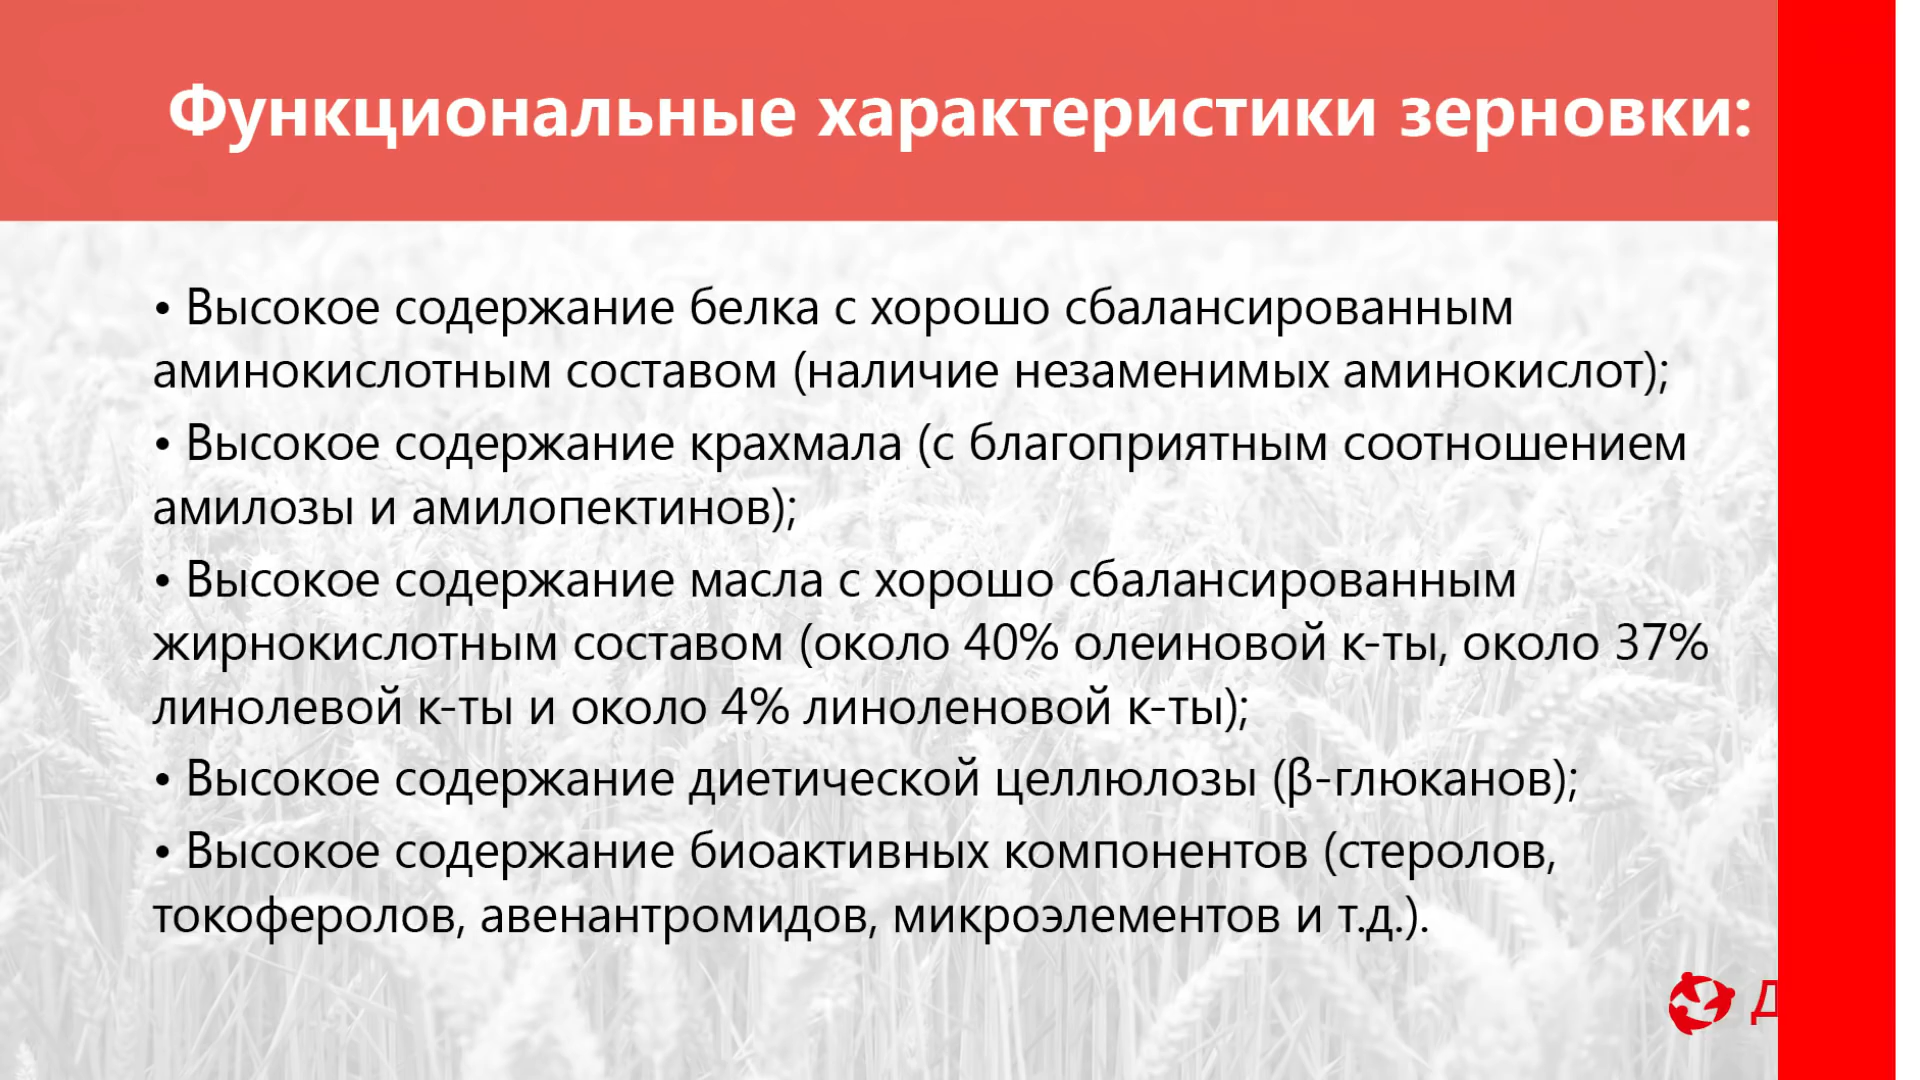 Функциональные характеристики зерновки:
• Высокое содержание белка с хорошо сбалансированным
аминокислотным составом (наличие незаменимых аминокислот);
• Высокое содержание крахмала (с благоприятным соотношением
амилозы и амилопектинов);
• Высокое содержание масла с хорошо сбалансированным
жирнокислотным составом (около 40% олеиновой к-ты, около 37%
линолевой к-ты и около 4% линоленовой к-ты);
• Высокое содержание диетической целлюлозы (β-глюканов);
• Высокое содержание биоактивных компонентов (стеролов,
токоферолов, авенантромидов, микроэлементов и т.д.).